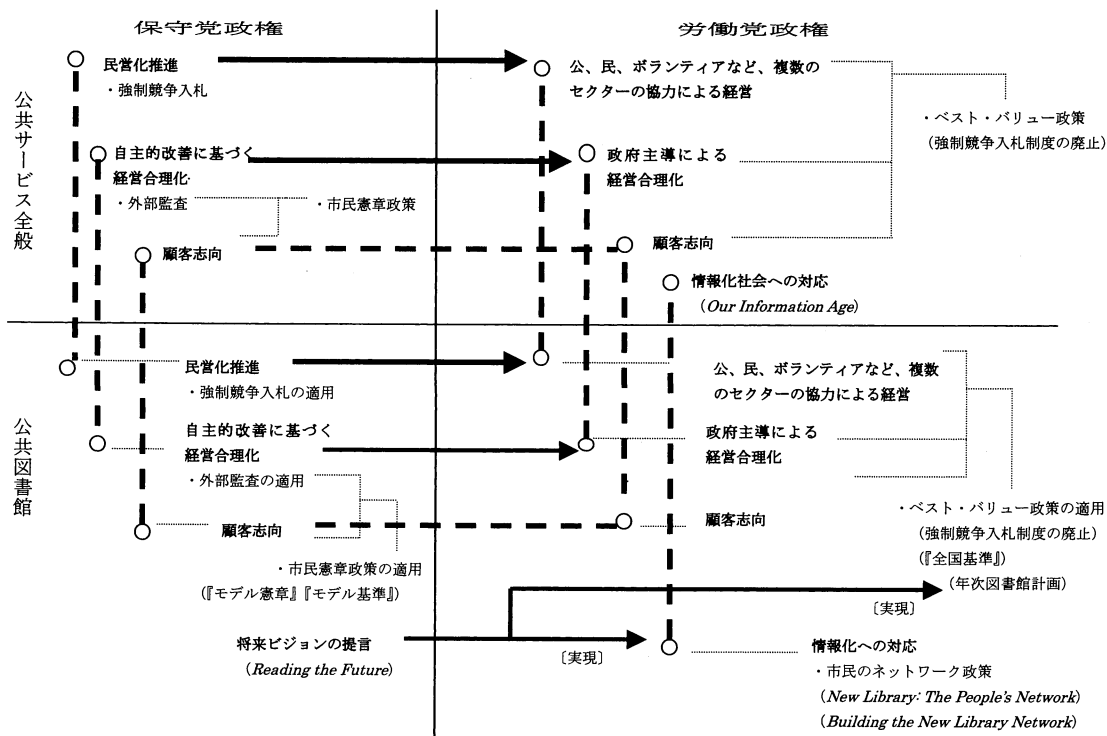 保守党政権
労働党政権
公共サービス全般
民営化推進
・強制競争入札
公、民、ボランティアなど、複数の
セクターの協力による経営
・ベスト・バリュー政策
(強制競争入札制度の廃止)
自主的改善に基づく
経営合理化
・外部監査
・市民憲章政策
政府主導による
経営合理化
顧客志向
顧客志向
情報化社会への対応
(Our Information Age)
公共図書館
民営化推進
・強制競争入札の適用
公、民、ボランティアなど、複数
のセクターの協力による経営
自主的改善に基づく
経営合理化
・外部監査の適用
政府主導による
経営合理化
顧客志向
顧客志向
・ベスト・バリュー政策の適用
(強制競争入札制度の廃止)
(『全国基準』)
(年次図書館計画)
・市民憲章政策の適用
(『モデル憲章』『モデル基準』)
〔実現〕
将来ビジョンの提言
(Reading the Future)
〔実現〕
情報化への対応
・市民のネットワーク政策
(New Library: The People's Network)
(Building the New Library Network)